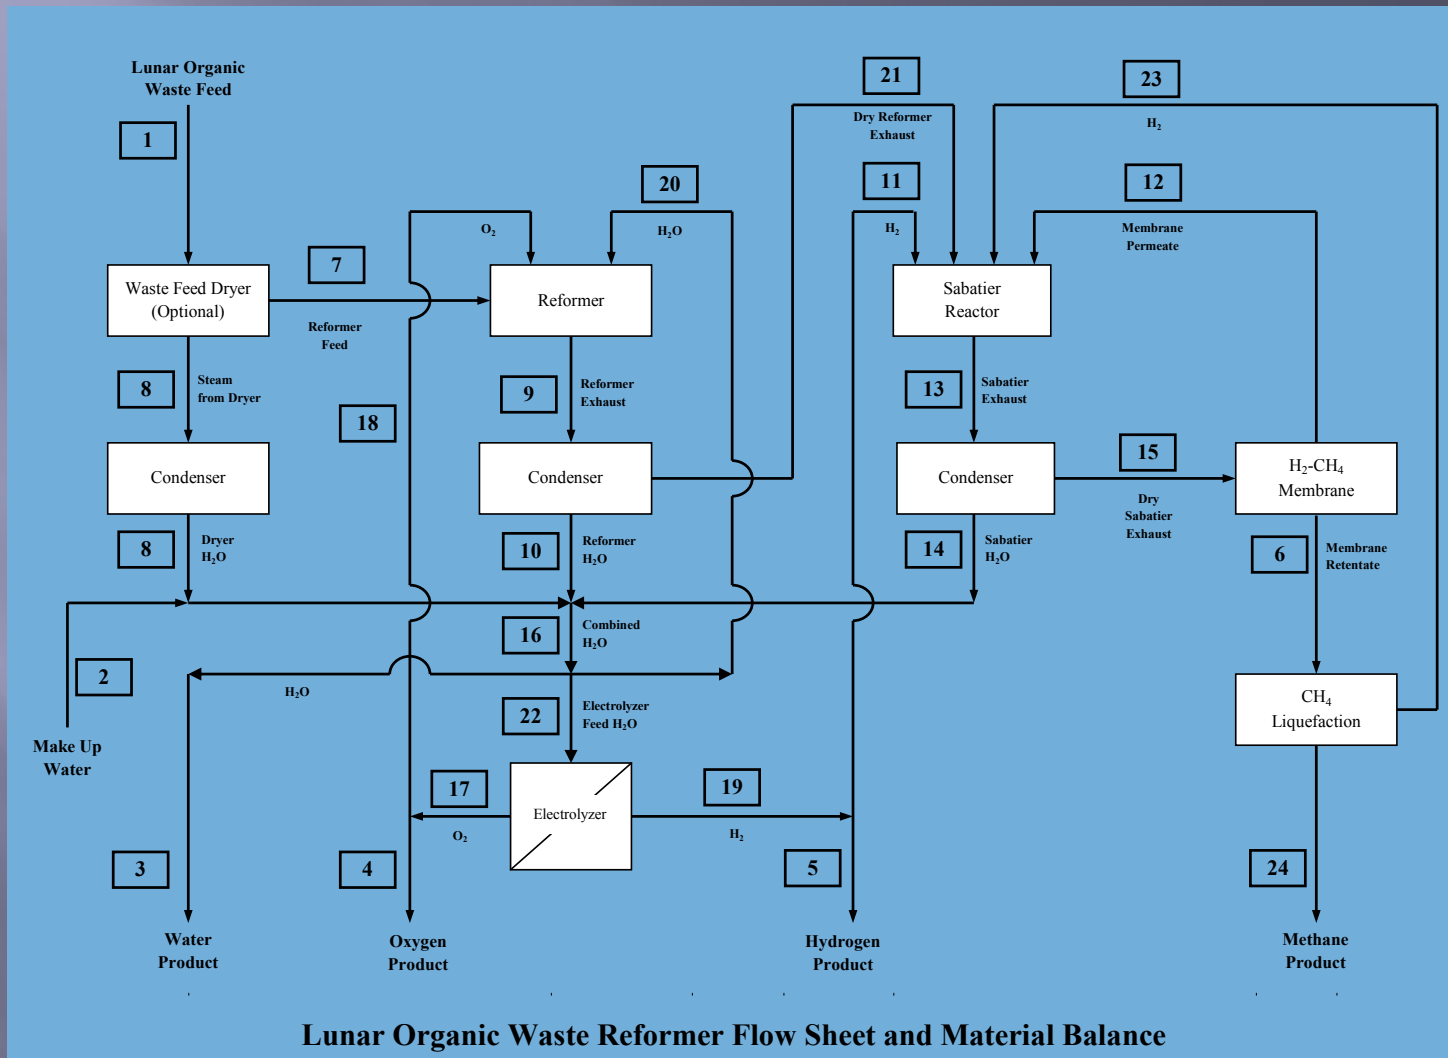 Lunar Organic
Waste Feed
1
21
Dry Reformer
Exhaust
23
H₂
11
H₂
12
Membrane
Permeate
20
H₂O
O₂
7
Reformer
Feed
Waste Feed Dryer
(Optional)
Reformer
Sabatier
Reactor
8
Steam
from Dryer
18
9
Reformer
Exhaust
13
Sabatier
Exhaust
Condenser
Condenser
Condenser
15
Dry
Sabatier
Exhaust
H₂-CH₄
Membrane
8
Dryer
H₂O
10
Reformer
H₂O
14
Sabatier
H₂O
6
Membrane
Retentate
16
Combined
H₂O
2
Make Up
Water
H₂O
22
Electrolyzer
Feed H₂O
CH₄
Liquefaction
17
O₂
Electrolyzer
19
H₂
3
4
5
24
Water
Product
Oxygen
Product
Hydrogen
Product
Methane
Product
Lunar Organic Waste Reformer Flow Sheet and Material Balance